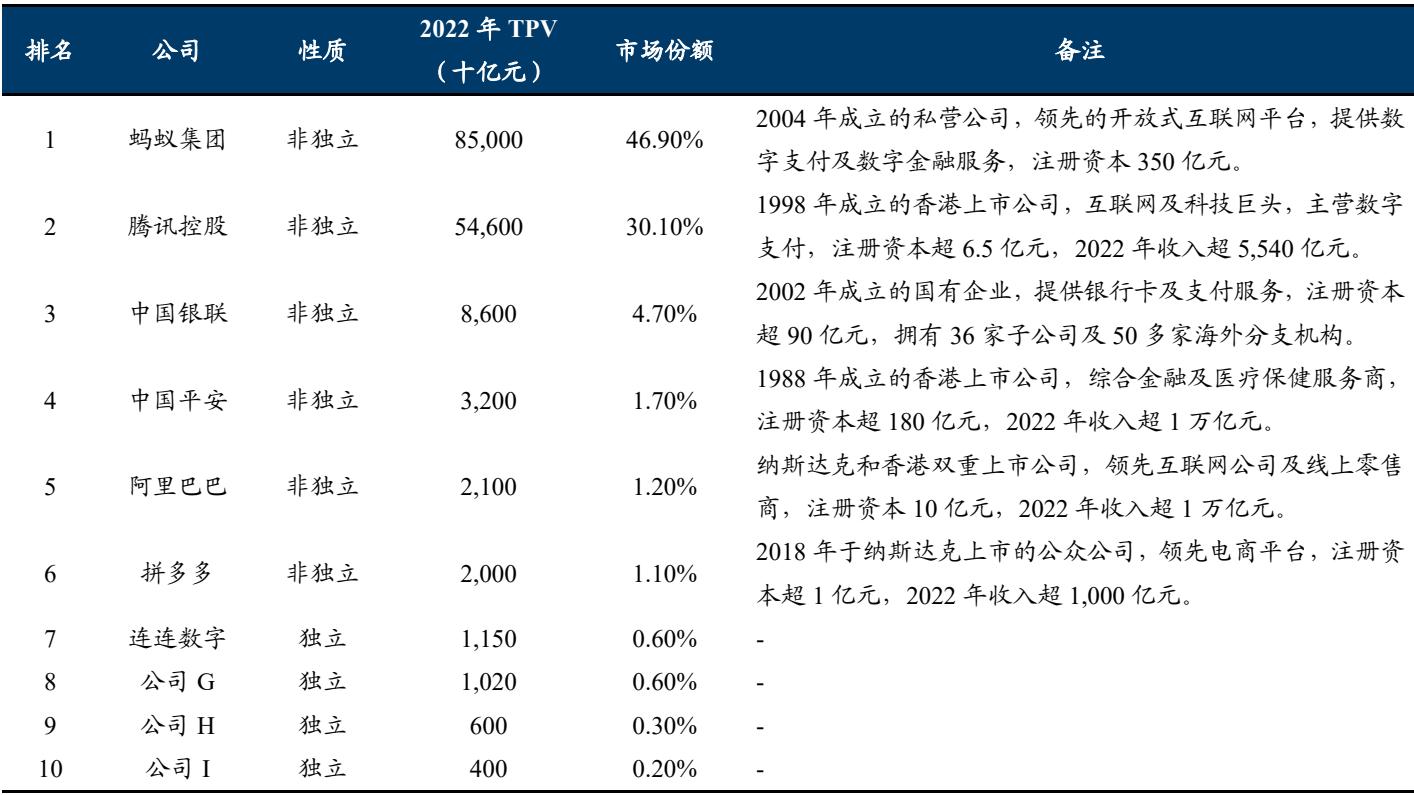 排名 公司 性质 2022 年 TPV（十亿元） 市场份额 备注
1 蚂蚁集团 非独立 85,000 46.90% 2004 年成立的私营公司，领先的开放式互联网平台，提供数
字支付及数字金融服务，注册资本 350 亿元。
2 腾讯控股 非独立 54,600 30.10% 1998 年成立的香港上市公司，互联网及科技巨头，主营数字
支付，注册资本超 6.5 亿元，2022 年收入超 5,540 亿元。
3 中国银联 非独立 8,600 4.70% 2002 年成立的国有企业，提供银行卡及支付服务，注册资本
超 90 亿元，拥有 36 家子公司及 50 多家海外分支机构。
4 中国平安 非独立 3,200 1.70% 1988 年成立的香港上市公司，综合金融及医疗保健服务商，
注册资本超 180 亿元，2022 年收入超 1 万亿元。
5 阿里巴巴 非独立 2,100 1.20% 纳斯达克和香港双重上市公司，领先互联网公司及线上零售
商，注册资本 10 亿元，2022 年收入超 1 万亿元。
6 拼多多 非独立 2,000 1.10% 2018 年于纳斯达克上市的公众公司，领先电商平台，注册资
本超 1 亿元，2022 年收入超 1,000 亿元。
7 连连数字 独立 1,150 0.60% -
8 公司 G 独立 1,020 0.60% -
9 公司 H 独立 600 0.30% -
10 公司 I 独立 400 0.20% -